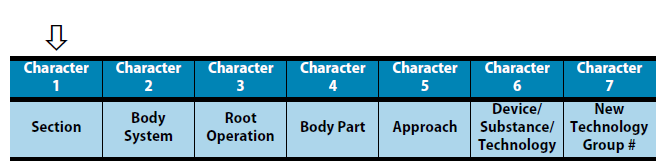 Character Character Character Character Character Character Character
1 2 3 4 5 6 7
Section Body System Root Operation Body Part Approach Device/ Substance/ Technology New Technology Group #